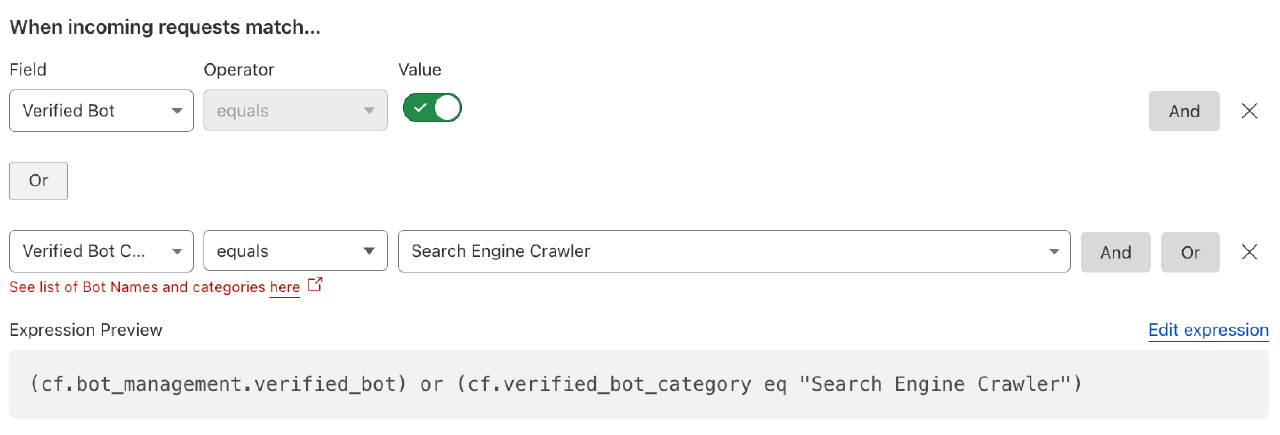 When incoming requests match...
Field Operator Value
Verified Bot equals And
Or
Verified Bot C... equals Search Engine Crawler And Or
See list of Bot Names and categories here
Expression Preview Edit expression
(cf.bot_management.verified_bot) or (cf.verified_bot_category eq "Search Engine Crawler")